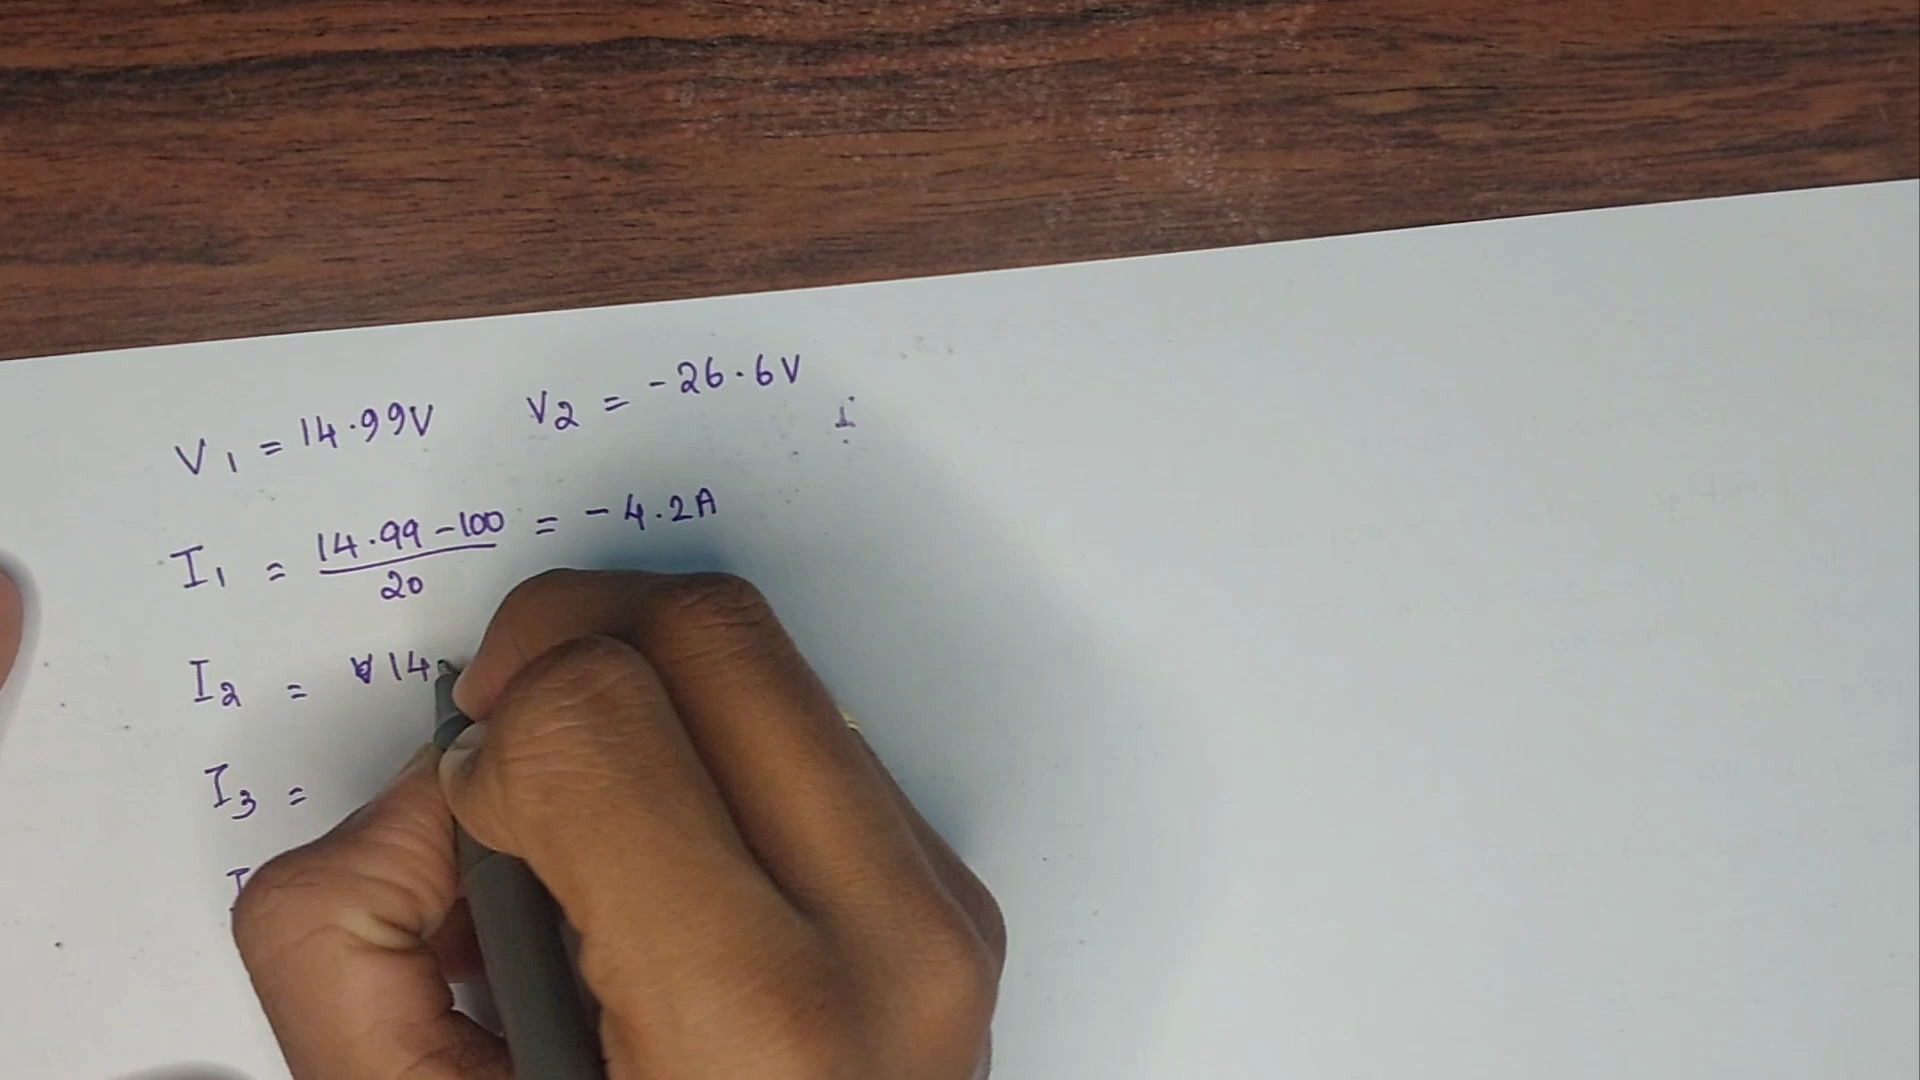 V1 = 14.99V V2 = -26.6V
I1 = 14.99-100 / 20 = -4.2A
I2 = 14.
I3 =
I